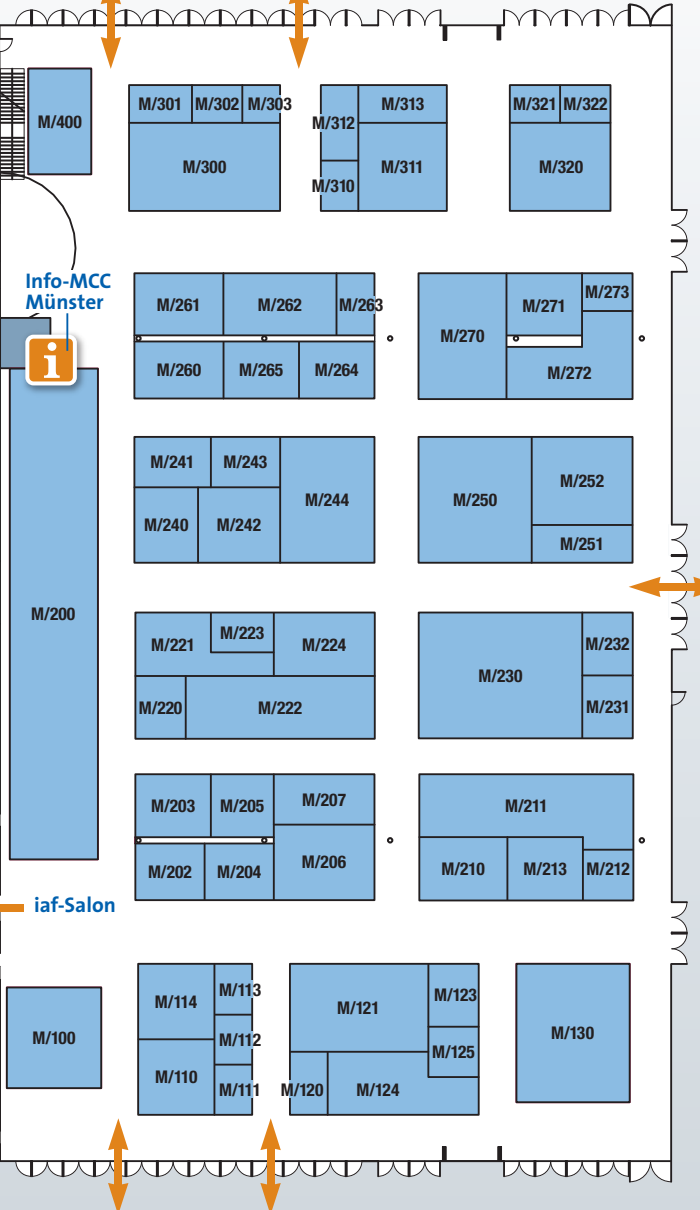 M/400
M/301 M/302 M/303
M/300
M/312 M/313
M/310 M/311
M/321 M/322
M/320
Info-MCC
Münster
i
M/261 M/262 M/263
M/260 M/265 M/264
M/270 M/271 M/273
M/272
M/241 M/243 M/244
M/240 M/242
M/250 M/252
M/251
M/200
M/221 M/223 M/224
M/220 M/222
M/230 M/232
M/231
M/203 M/205 M/207
M/202 M/204 M/206
M/211
M/210 M/213 M/212
iaf-Salon
M/100
M/114 M/113
M/112
M/110 M/111
M/121 M/123
M/125
M/120 M/124
M/130